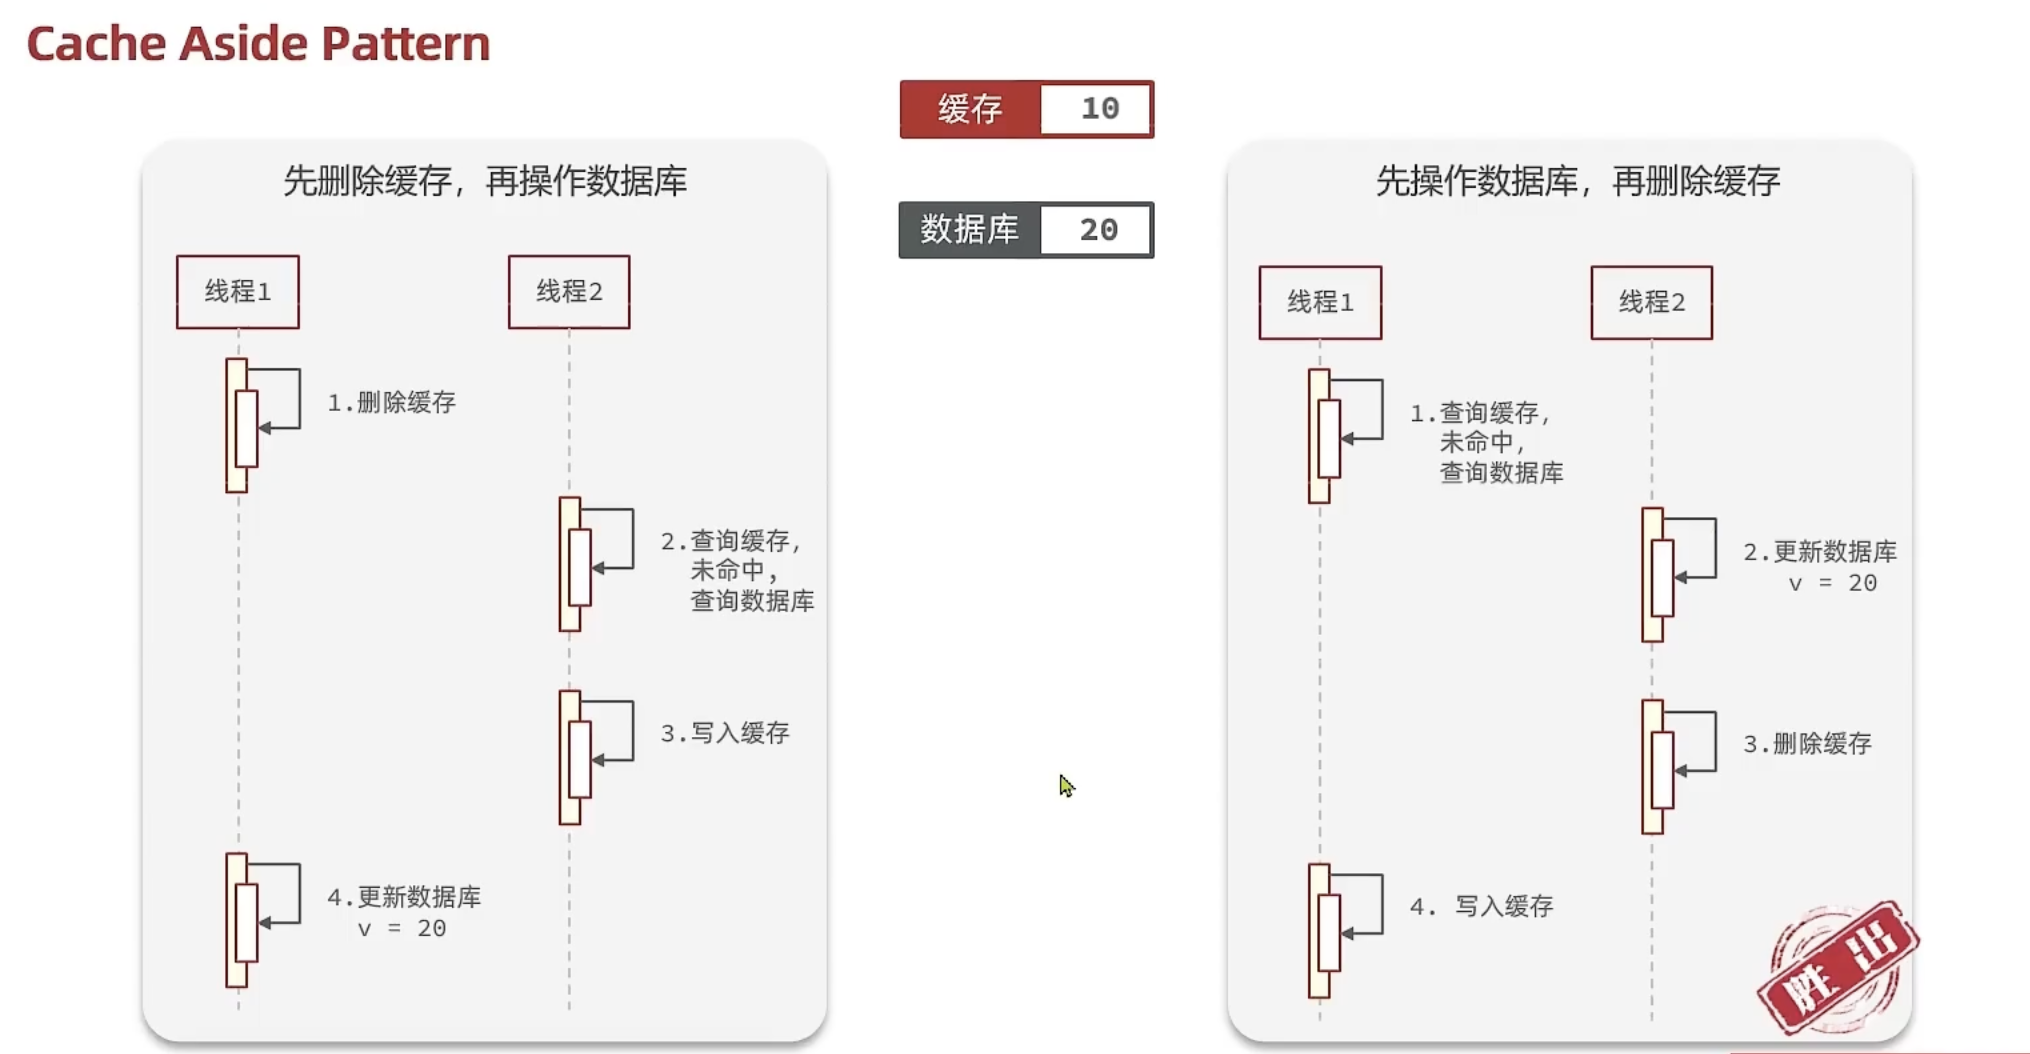 Cache Aside Pattern
缓存 10
数据库 20
先删除缓存，再操作数据库
线程1
线程2
1.删除缓存
2.查询缓存，
未命中，
查询数据库
3.写入缓存
4.更新数据库
v = 20
先操作数据库，再删除缓存
线程1
线程2
1.查询缓存，
未命中，
查询数据库
2.更新数据库
v = 20
3.删除缓存
4. 写入缓存
胜出